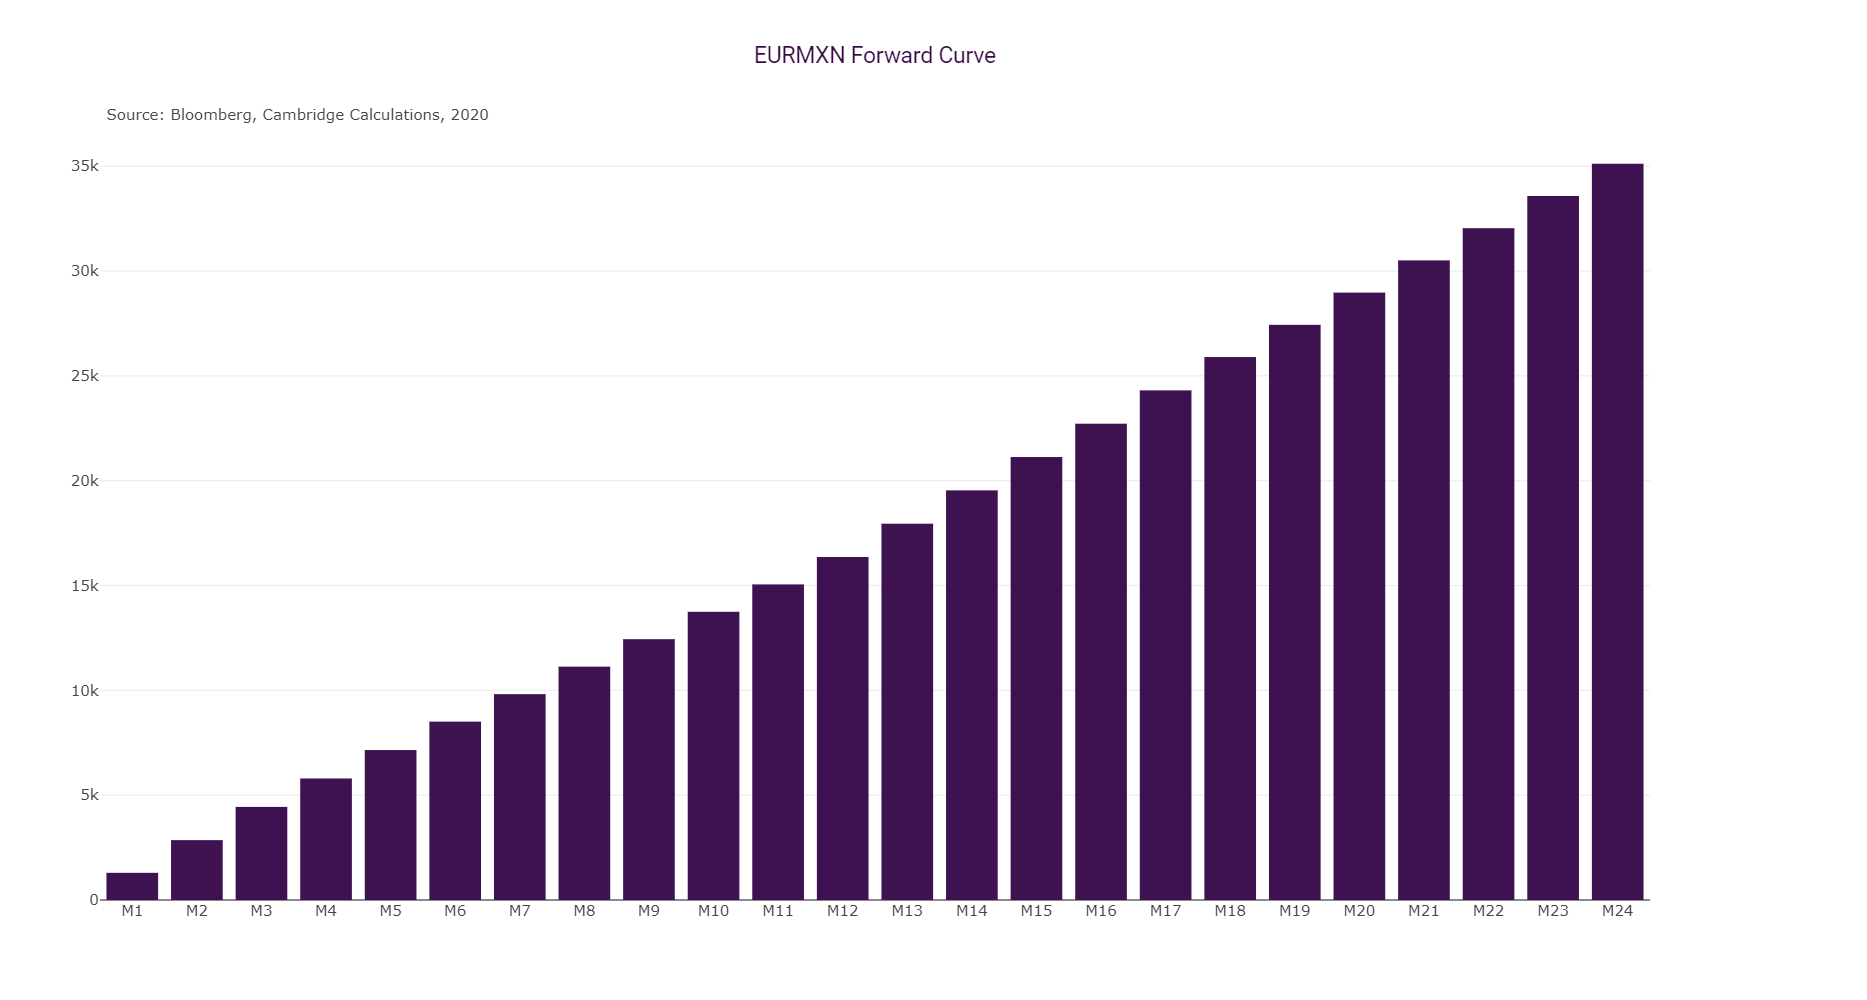 EURMXN Forward Curve
Source: Bloomberg, Cambridge Calculations, 2020
35k
30k
25k
20k
15k
10k
5k
0
M1 M2 M3 M4 M5 M6 M7 M8 M9 M10 M11 M12 M13 M14 M15 M16 M17 M18 M19 M20 M21 M22 M23 M24